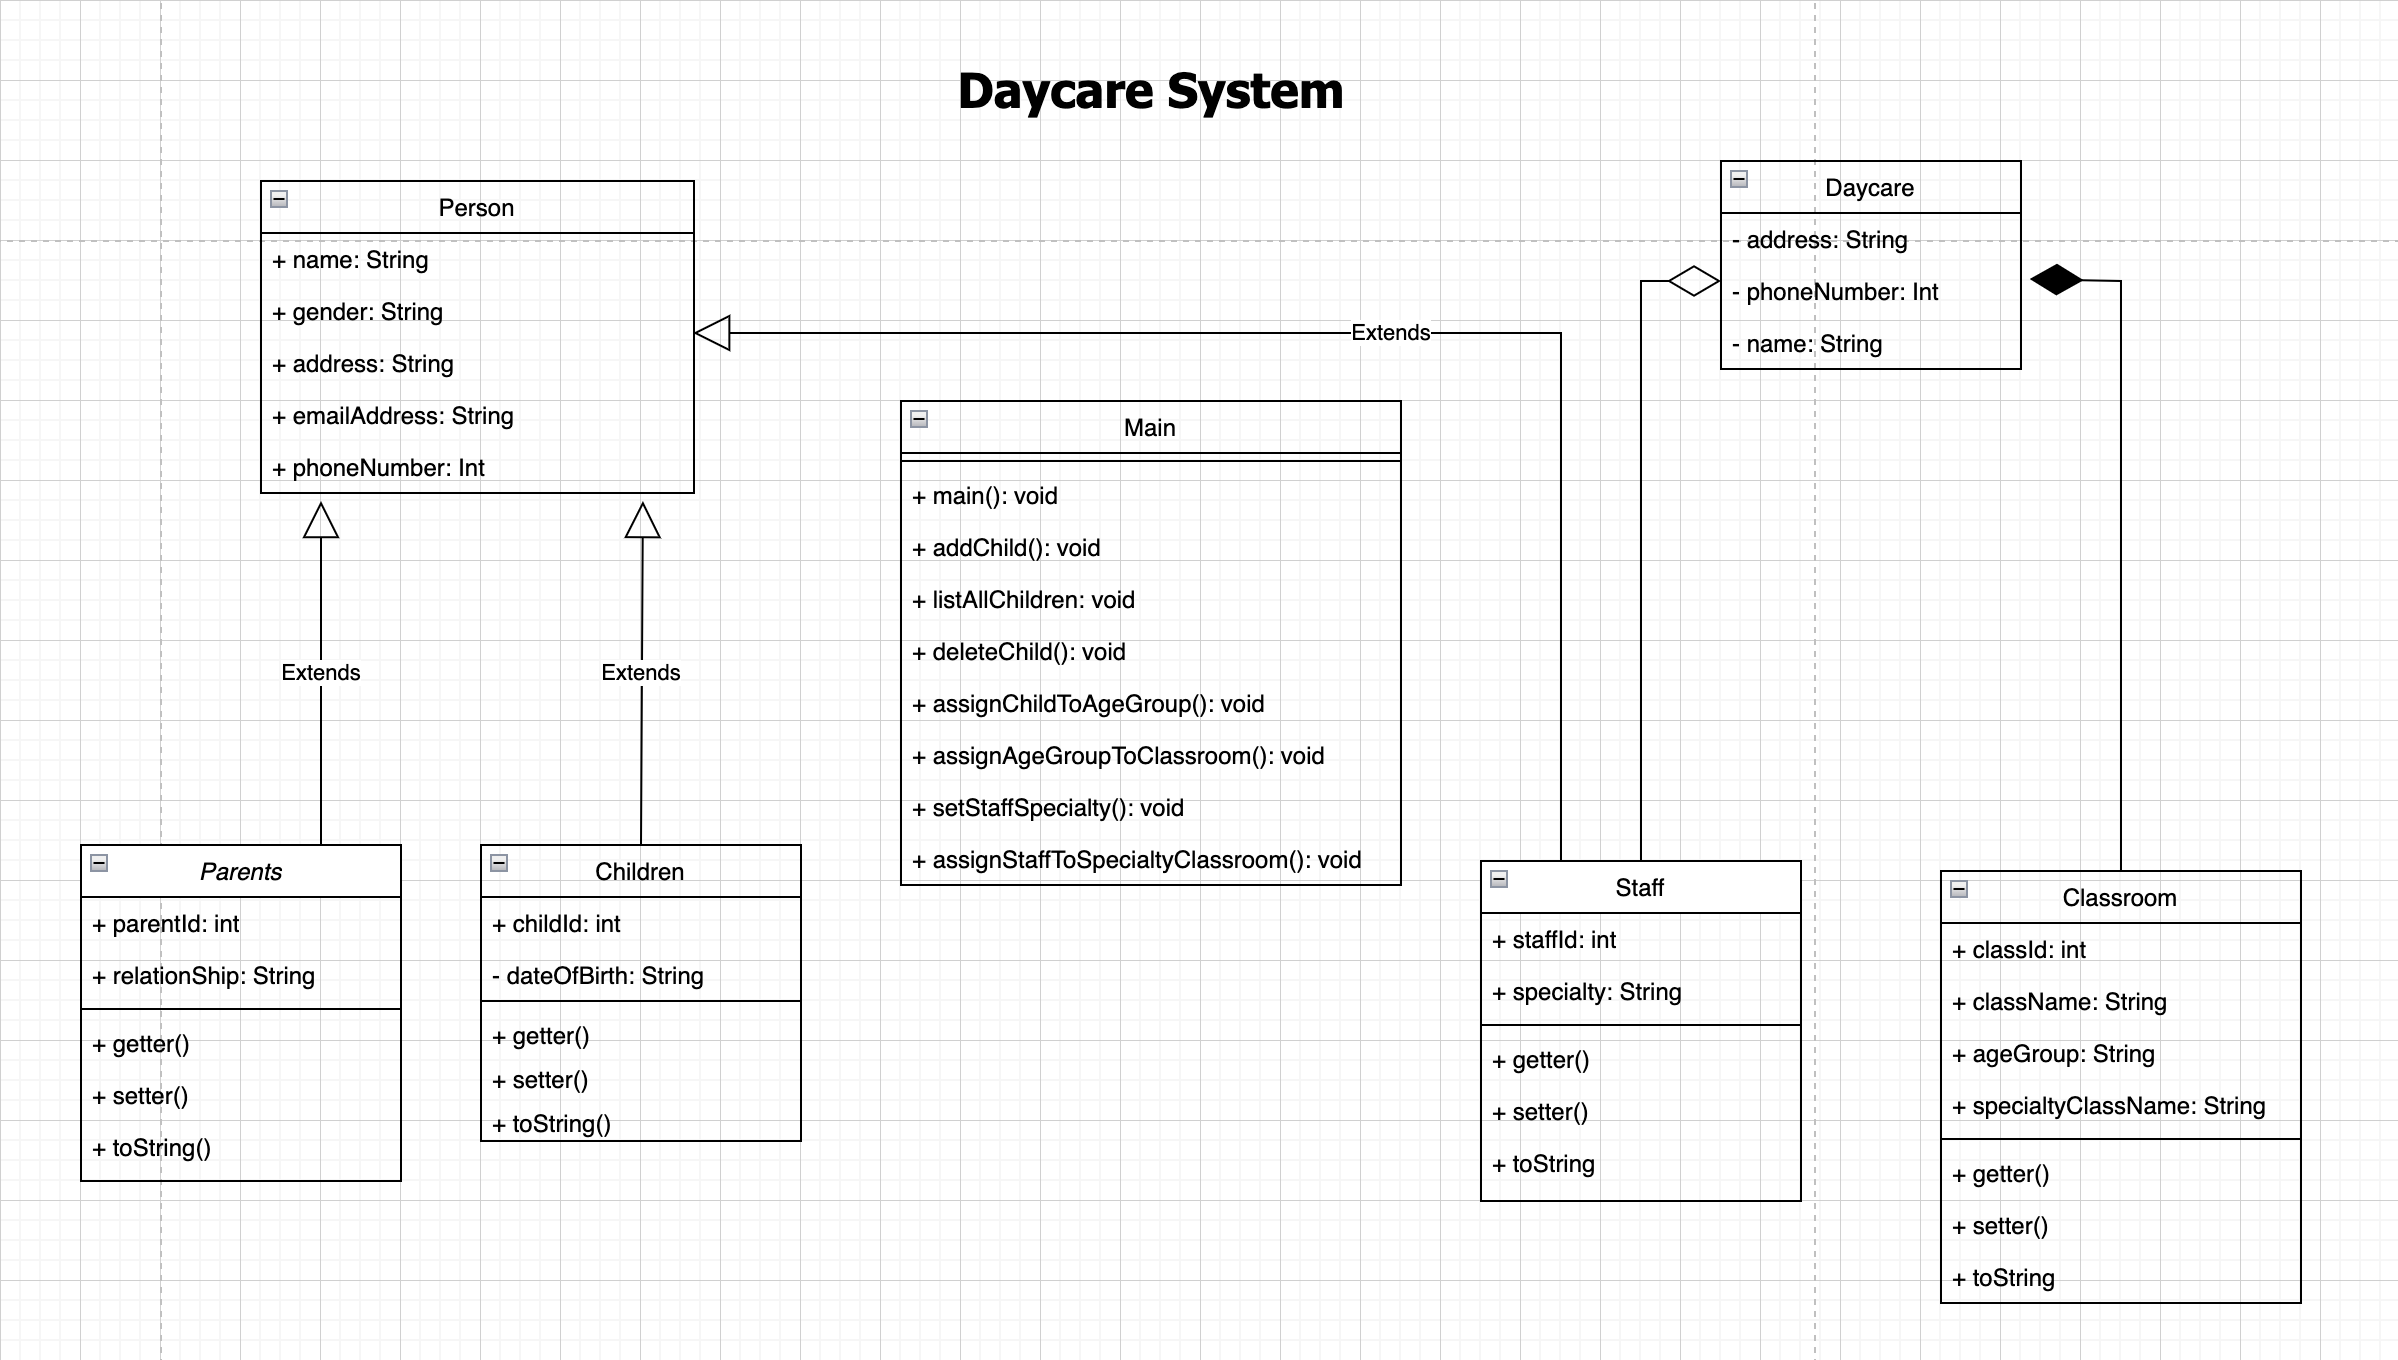 Daycare System
Person
+ name: String
+ gender: String
+ address: String
+ emailAddress: String
+ phoneNumber: Int
Daycare
- address: String
- phoneNumber: Int
- name: String
Extends
Main
+ main(): void
+ addChild(): void
+ listAllChildren: void
+ deleteChild(): void
+ assignChildToAgeGroup(): void
+ assignAgeGroupToClassroom(): void
+ setStaffSpecialty(): void
+ assignStaffToSpecialtyClassroom(): void
Extends
Extends
Parents
+ parentId: int
+ relationShip: String
+ getter()
+ setter()
+ toString()
Children
+ childId: int
- dateOfBirth: String
+ getter()
+ setter()
+ toString()
Staff
+ staffId: int
+ specialty: String
+ getter()
+ setter()
+ toString
Classroom
+ classId: int
+ className: String
+ ageGroup: String
+ specialtyClassName: String
+ getter()
+ setter()
+ toString